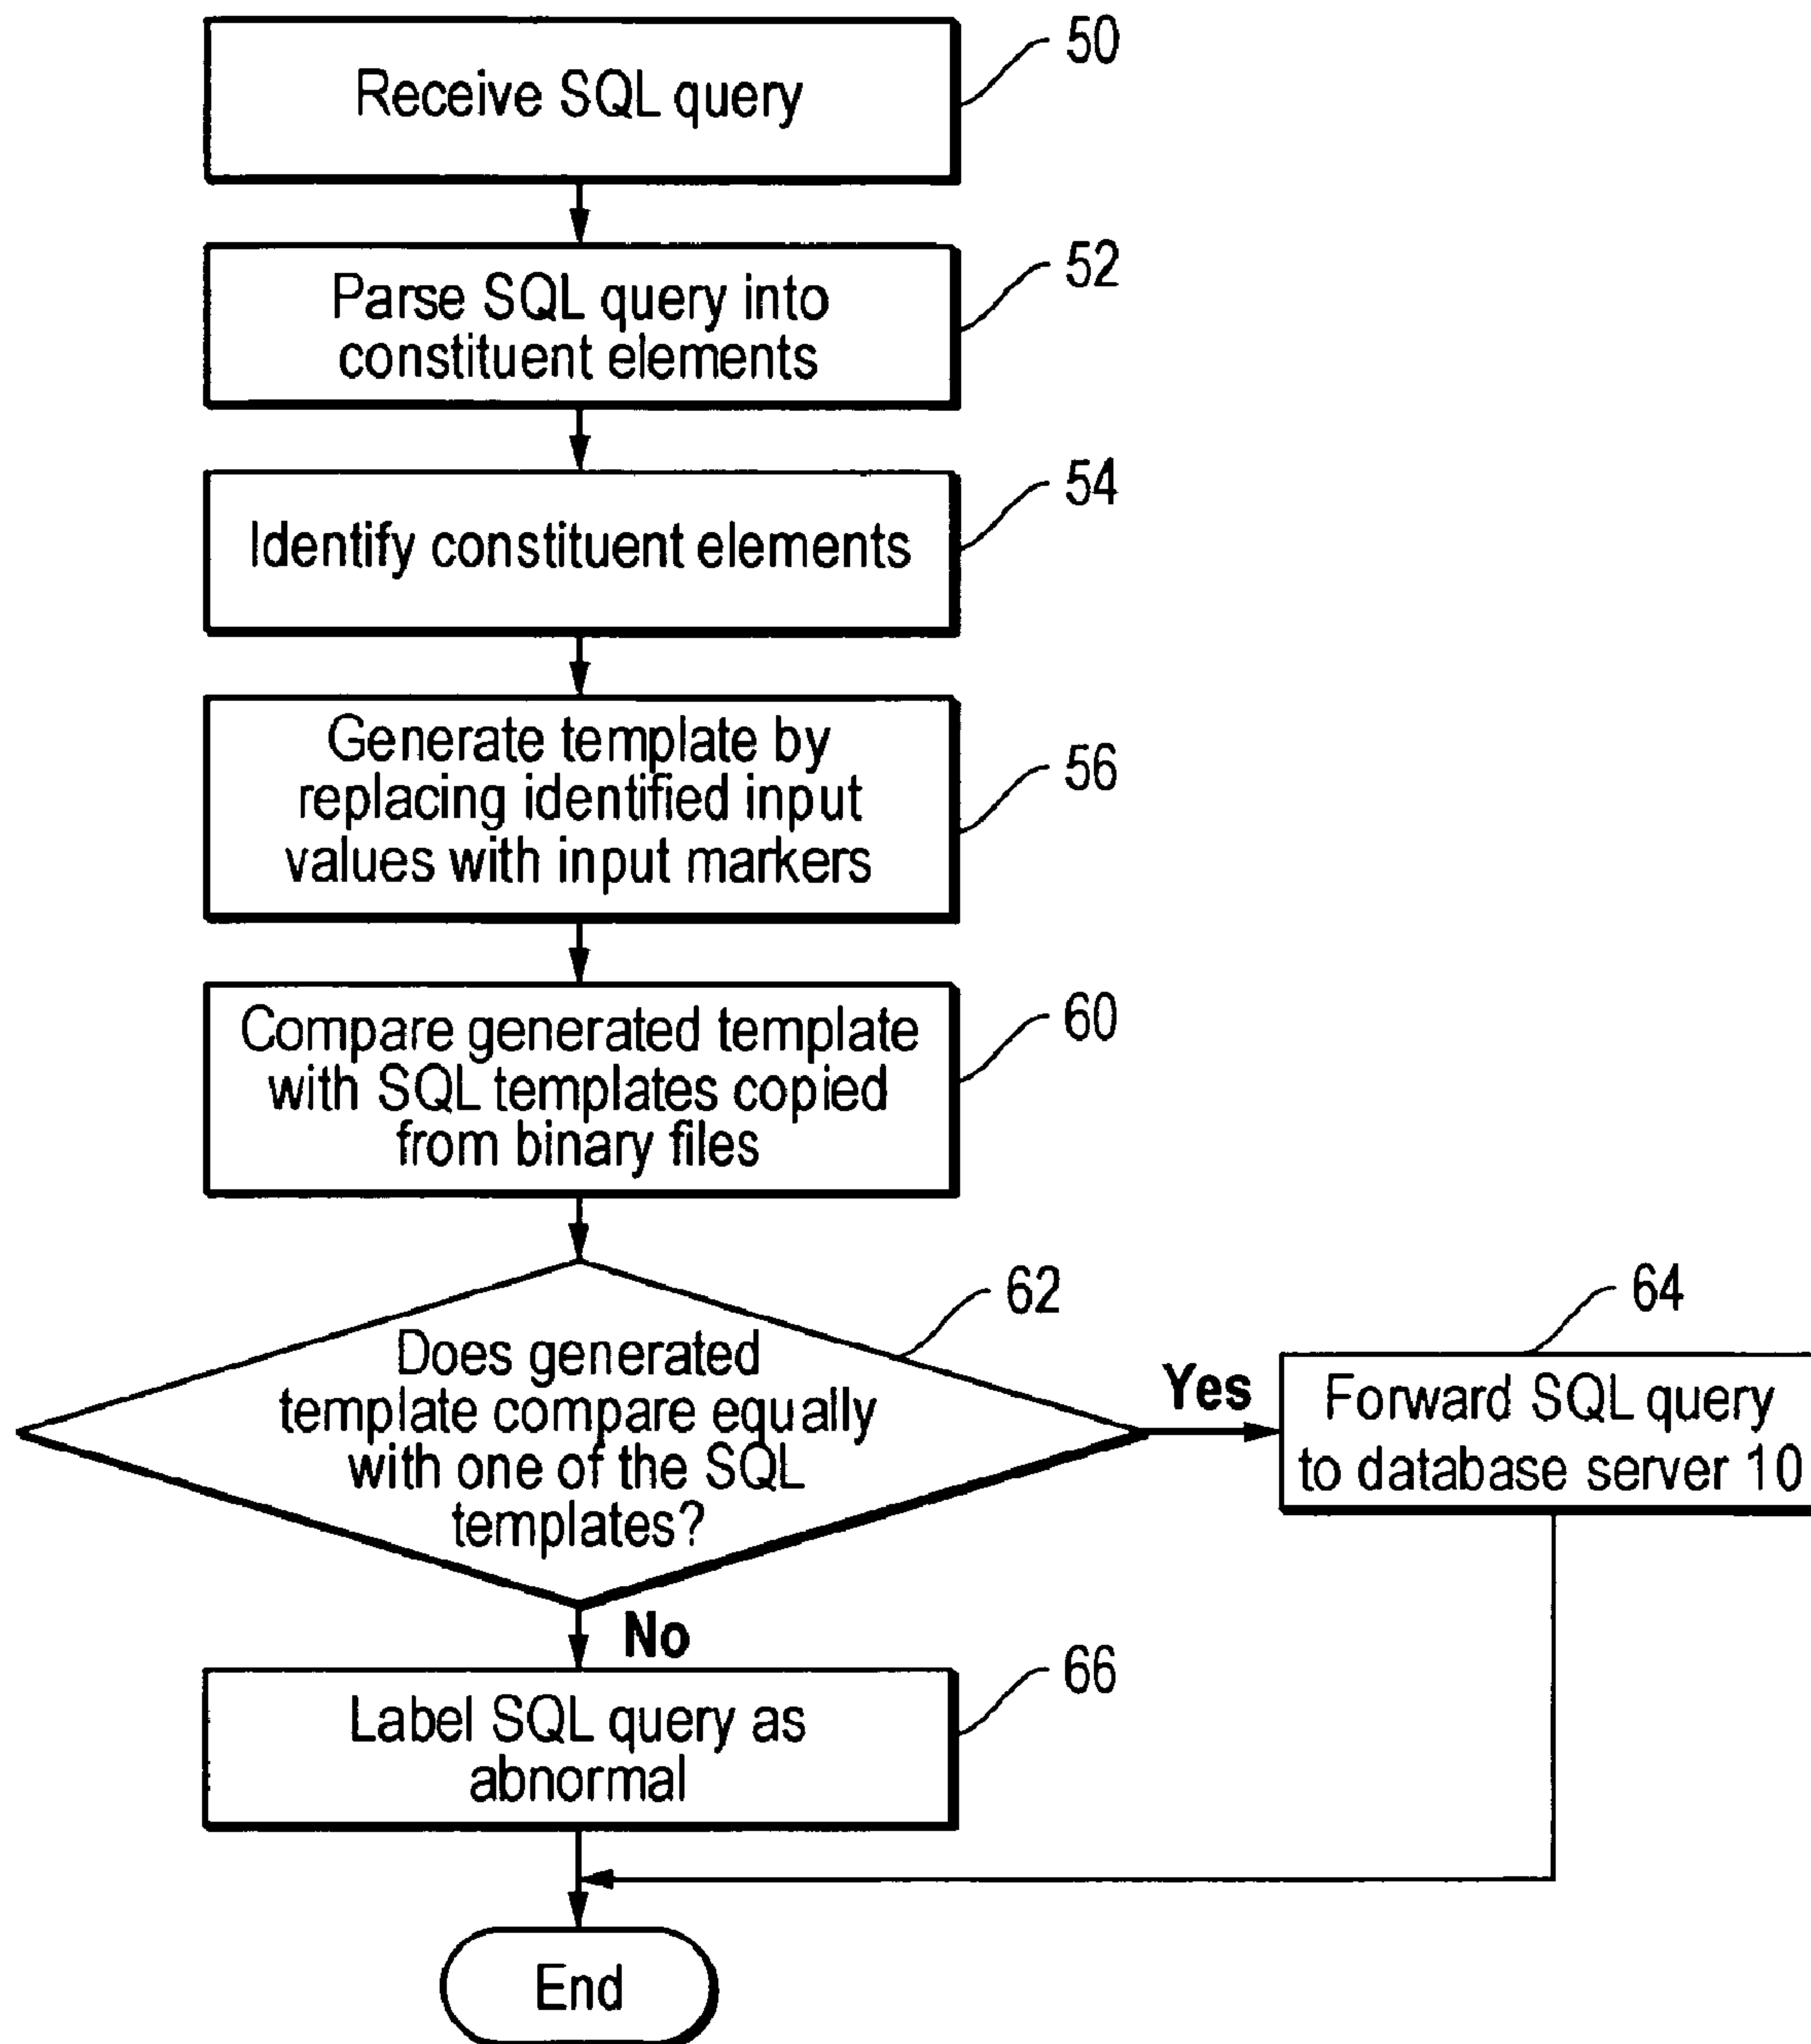 Receive SQL query
50
Parse SQL query into
constituent elements
52
Identify constituent elements
54
Generate template by
replacing identified input
values with input markers
56
Compare generated template
with SQL templates copied
from binary files
60
Does generated
template compare equally
with one of the SQL
templates?
62
Yes
64
Forward SQL query
to database server 10
No
Label SQL query as
abnormal
66
End